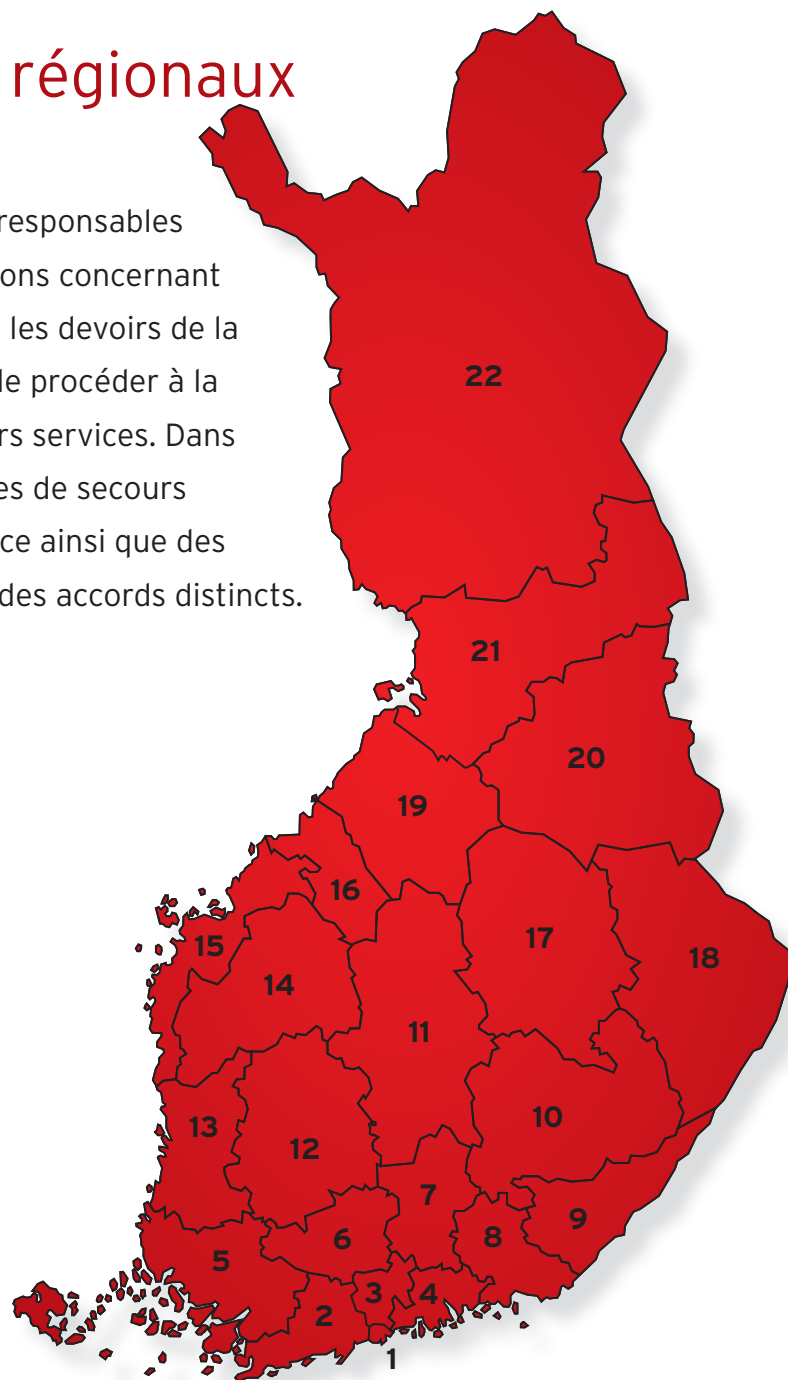 régionaux
responsables
ons concernant
les devoirs de la
le procéder à la
rs services. Dans
es de secours
ce ainsi que des
des accords distincts.
22
21
20
19
16
17
15
18
14
11
10
13
12
7
9
8
6
5
3
4
2
1